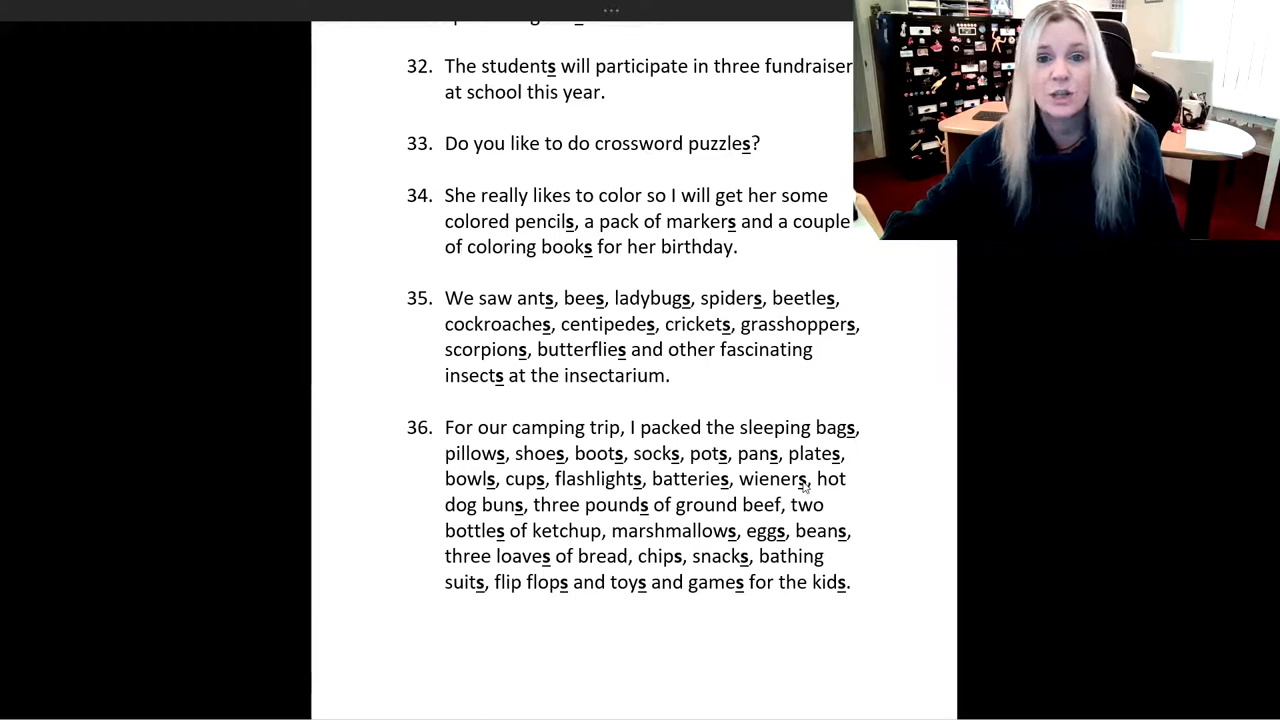 32. The students will participate in three fundraiser
at school this year.
33. Do you like to do crossword puzzles?
34. She really likes to color so I will get her some
colored pencils, a pack of markers and a couple
of coloring books for her birthday.
35. We saw ants, bees, ladybugs, spiders, beetles,
cockroaches, centipedes, crickets, grasshoppers,
scorpions, butterflies and other fascinating
insects at the insectarium.
36. For our camping trip, I packed the sleeping bags,
pillows, shoes, boots, socks, pots, pans, plates,
bowls, cups, flashlights, batteries, wieners, hot
dog buns, three pounds of ground beef, two
bottles of ketchup, marshmallows, eggs, beans,
three loaves of bread, chips, snacks, bathing
suits, flip flops and toys and games for the kids.